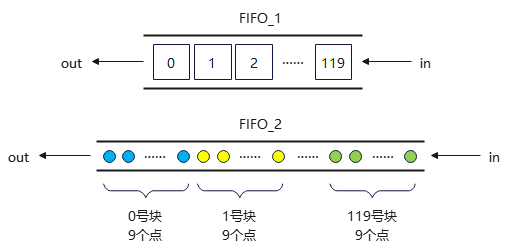 FIFO_1
out 0 1 2 ...... 119 in
FIFO_2
out ...... ...... ...... ...... in
0号块 1号块 119号块
9个点 9个点 9个点